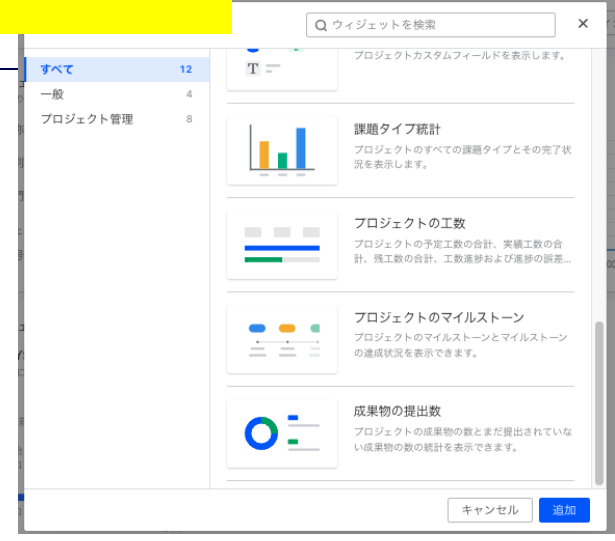 ウィジェットを検索
すべて 12
一般 4
プロジェクト管理 8
T
プロジェクトカスタムフィールドを表示します。
課題タイプ統計
プロジェクトのすべての課題タイプとその完了状
況を表示します。
プロジェクトの工数
プロジェクトの予定工数の合計、実績工数の合
計、残工数の合計、工数進捗および進捗の誤差...
プロジェクトのマイルストーン
プロジェクトのマイルストーンとマイルストーン
の達成状況を表示できます。
成果物の提出数
プロジェクトの成果物の数とまだ提出されていな
い成果物の数の統計を表示できます。
キャンセル 追加